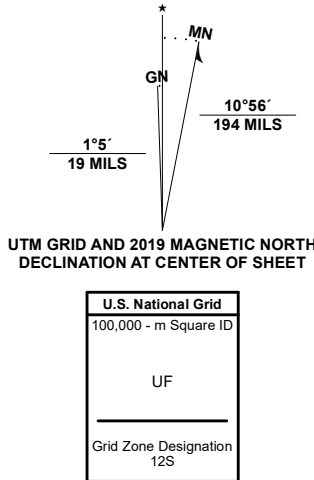 ★
MN
GN
10°56´
194 MILS
1°5´
19 MILS
UTM GRID AND 2019 MAGNETIC NORTH
DECLINATION AT CENTER OF SHEET
U.S. National Grid
100,000 - m Square ID
UF
Grid Zone Designation
12S